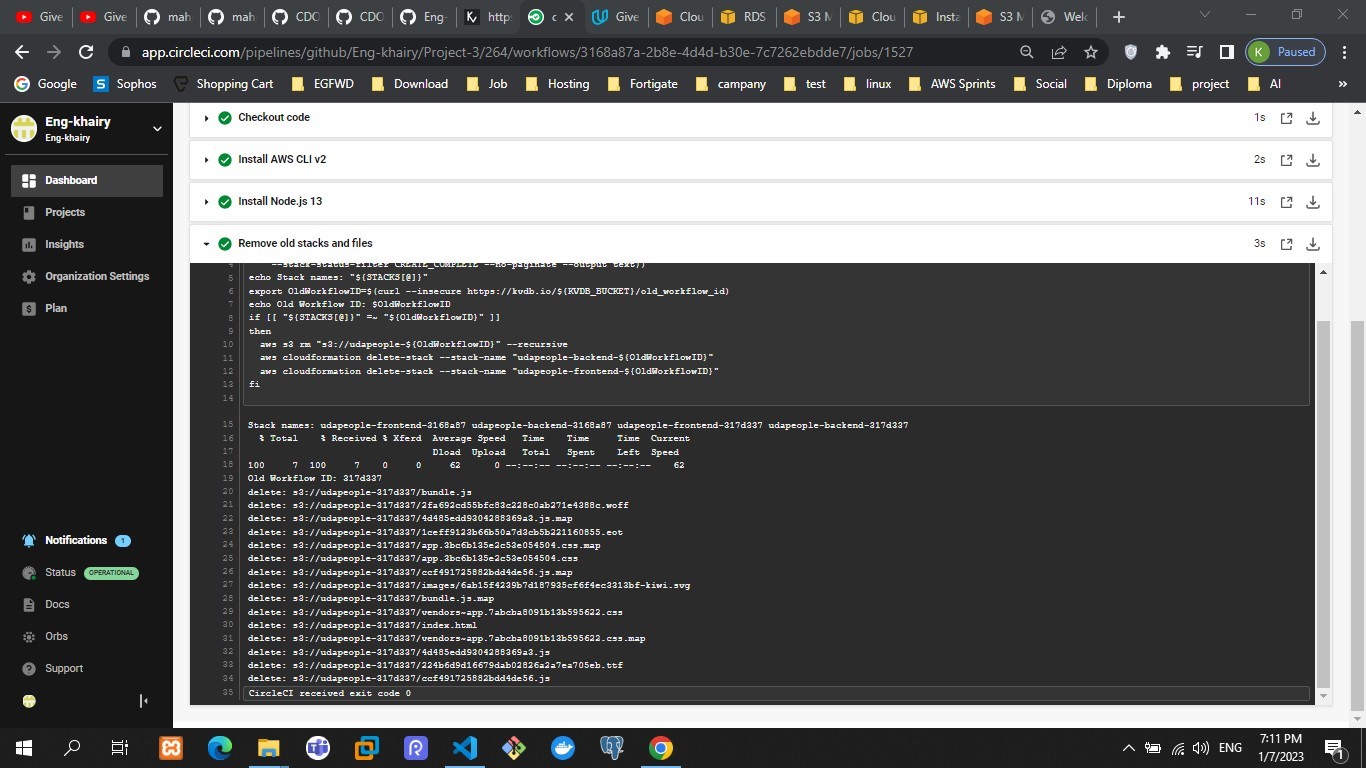 Give
Give
mah
mah
CDO
CDO
Eng-
http:
c
Give
Clou
RDS
S3 M
Clou
Insta
S3 M
Welc
app.circleci.com/pipelines/github/Eng-khairy/Project-3/264/workflows/3168a87a-2b8e-4d4d-b30e-7c7262ebdde7/jobs/1527
K Paused
Google Sophos Shopping Cart EGFWD Download Job Hosting Fortigate campany test linux AWS Sprints Social Diploma project AI »
Eng-khairy
Eng-khairy
Dashboard
Projects
Insights
Organization Settings
Plan
Notifications 1
Status OPERATIONAL
Docs
Orbs
Support
Checkout code 1s
Install AWS CLI v2 2s
Install Node.js 13 11s
Remove old stacks and files 3s
4 --stack-status-filter CREATE_COMPLETE --no-paginate --output text))
5 echo Stack names: "${STACKS[@]}"
6 export OldWorkflowID=$(curl --insecure https://kvdb.io/${KVDB_BUCKET}/old_workflow_id)
7 echo Old Workflow ID: $OldWorkflowID
8 if [[ "${STACKS[@]}" =~ "${OldWorkflowID}" ]]
9 then
10 aws s3 rm "s3://udapeople-${OldWorkflowID}" --recursive
11 aws cloudformation delete-stack --stack-name "udapeople-backend-${OldWorkflowID}"
12 aws cloudformation delete-stack --stack-name "udapeople-frontend-${OldWorkflowID}"
13 fi
14
15 Stack names: udapeople-frontend-3168a87 udapeople-backend-3168a87 udapeople-frontend-317d337 udapeople-backend-317d337
16 % Total % Received % Xferd Average Speed Time Time Time Current
17 Dload Upload Total Spent Left Speed
18 100 7 100 7 0 0 62 0 --:--:-- --:--:-- --:--:-- 62
19 Old Workflow ID: 317d337
20 delete: s3://udapeople-317d337/bundle.js
21 delete: s3://udapeople-317d337/2fa692cd55bfc83c228c0ab271e4388c.woff
22 delete: s3://udapeople-317d337/4d485edd9304288369a3.js.map
23 delete: s3://udapeople-317d337/1ceff9123b66b50a7d3cb5b221160855.eot
24 delete: s3://udapeople-317d337/app.3bc6b135e2c53e054504.css.map
25 delete: s3://udapeople-317d337/app.3bc6b135e2c53e054504.css
26 delete: s3://udapeople-317d337/ccf491725882bdd4de56.js.map
27 delete: s3://udapeople-317d337/images/6ab15f4239b7d187935cf6f4ec3313bf-kiwi.svg
28 delete: s3://udapeople-317d337/bundle.js.map
29 delete: s3://udapeople-317d337/vendors~app.7abcba8091b13b595622.css
30 delete: s3://udapeople-317d337/index.html
31 delete: s3://udapeople-317d337/vendors~app.7abcba8091b13b595622.css.map
32 delete: s3://udapeople-317d337/4d485edd9304288369a3.js
33 delete: s3://udapeople-317d337/224b6d9d16679dab02826a2a7ea705eb.ttf
34 delete: s3://udapeople-317d337/ccf491725882bdd4de56.js
35 CircleCI received exit code 0
ENG
7:11 PM
1/7/2023
1